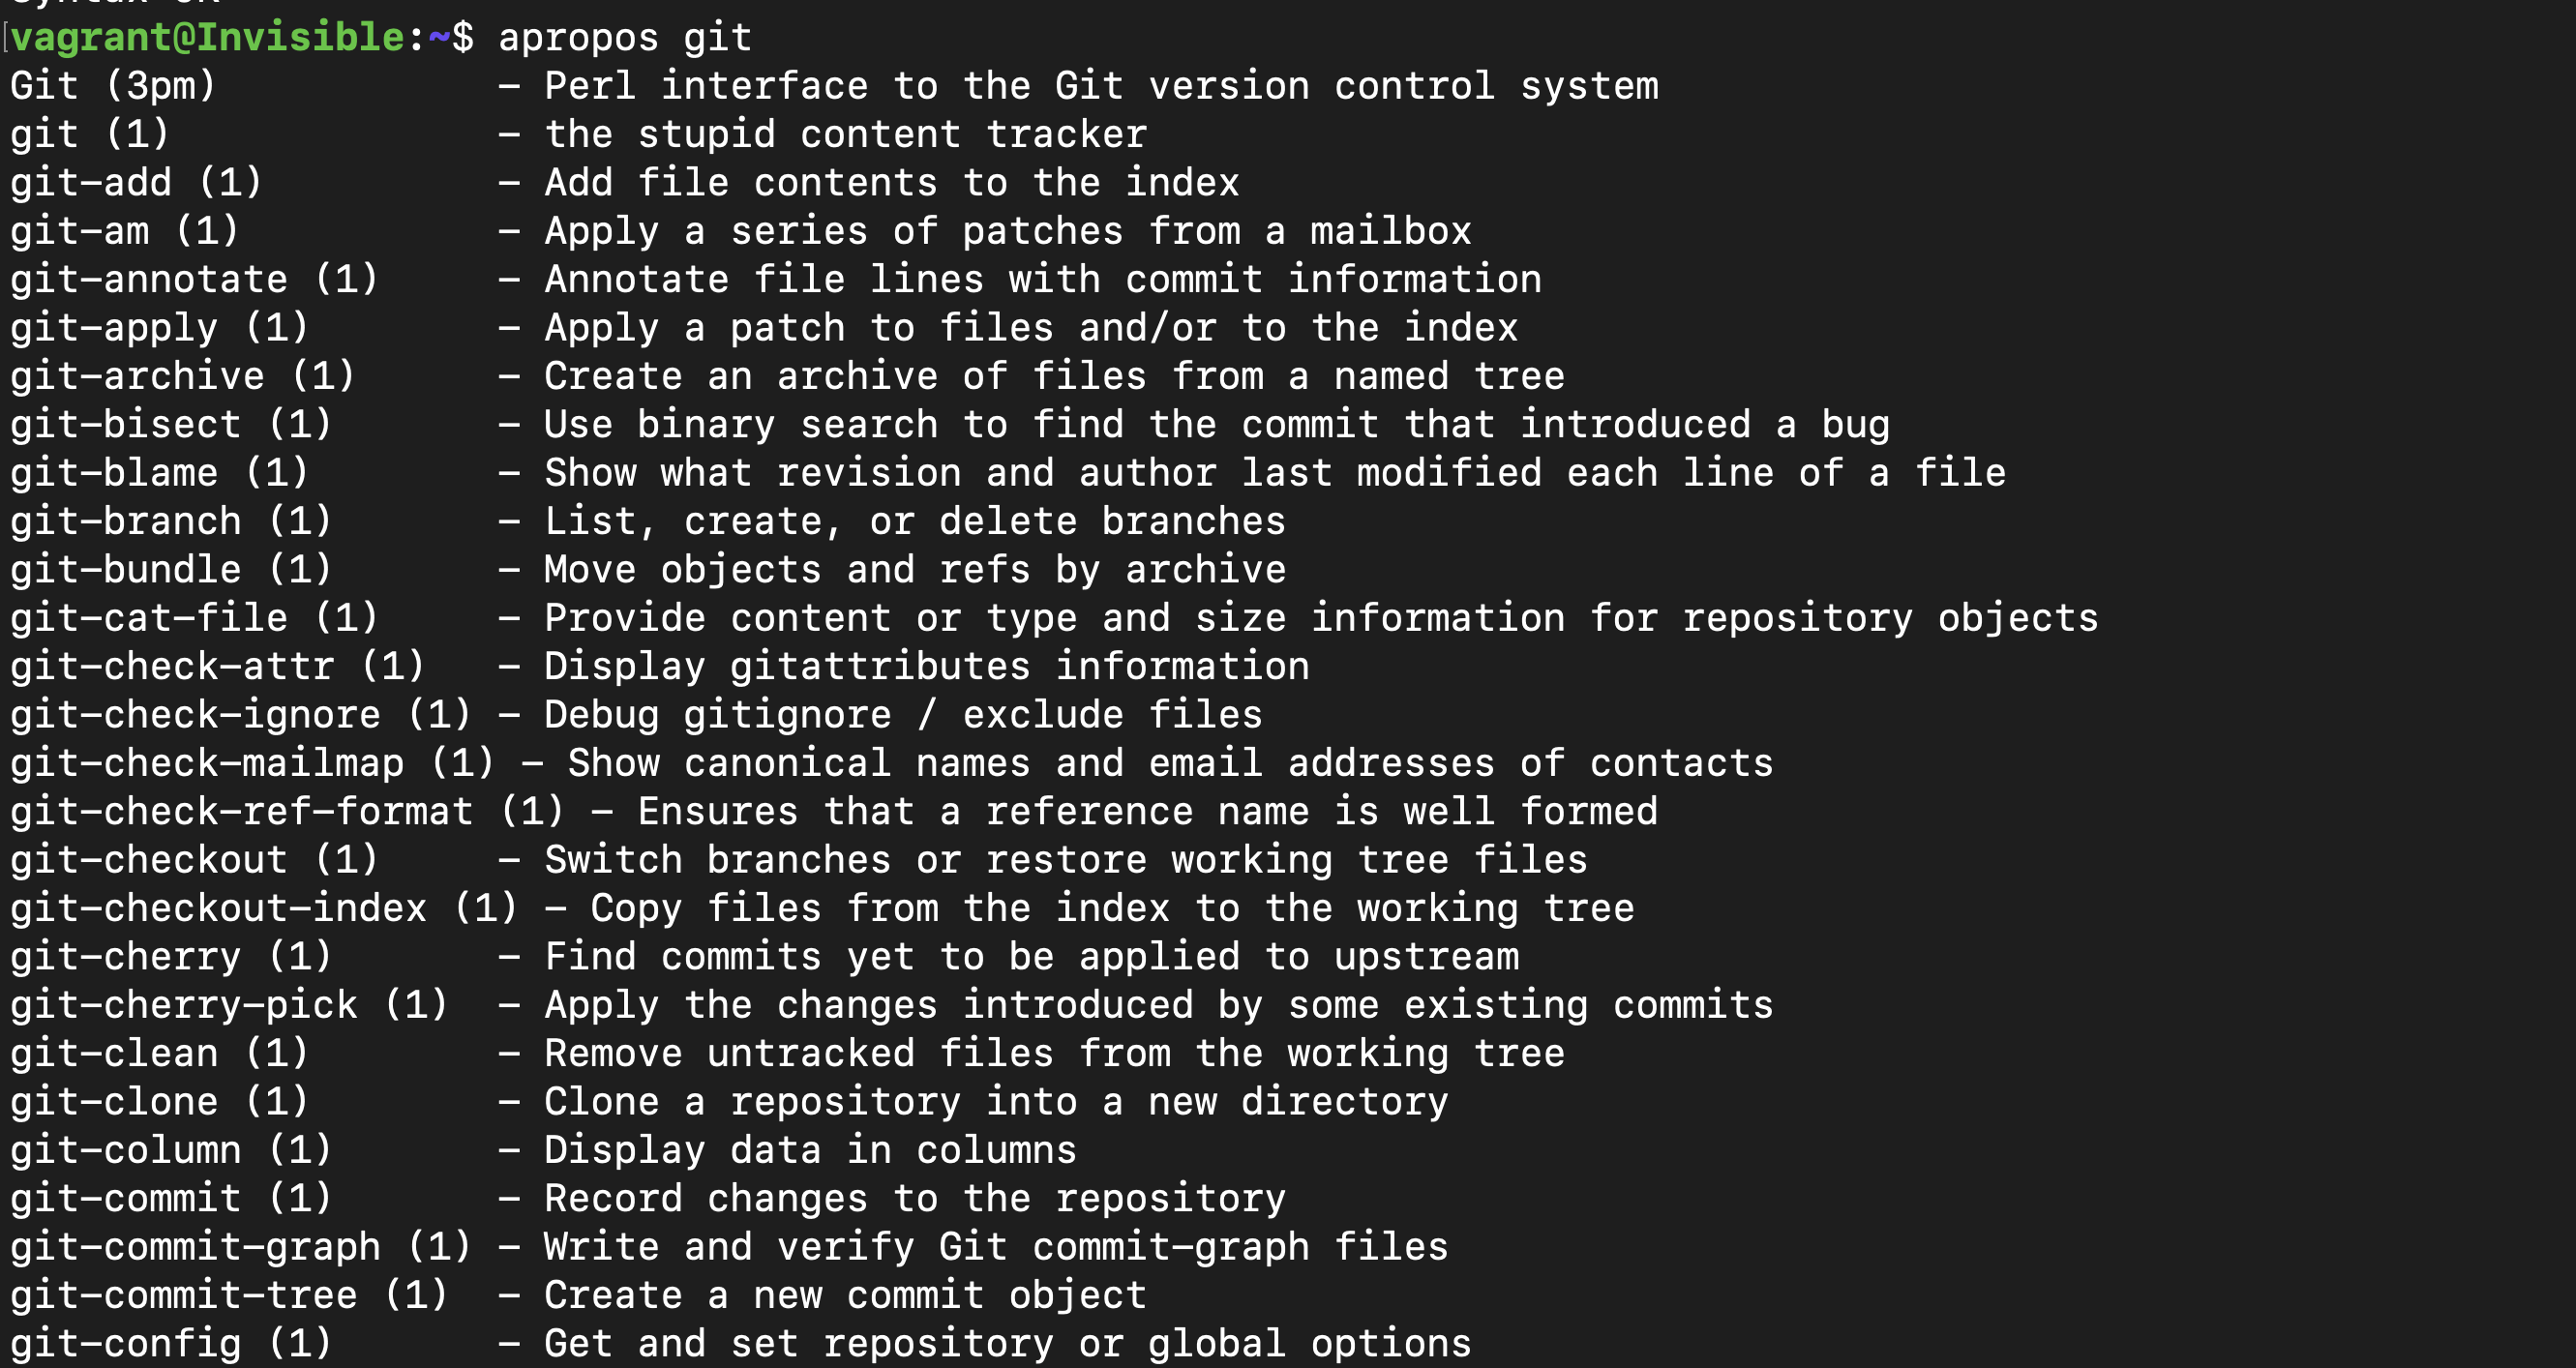 Syntax OK
vagrant@Invisible:~$ apropos git
Git (3pm)            - Perl interface to the Git version control system
git (1)              - the stupid content tracker
git-add (1)          - Add file contents to the index
git-am (1)           - Apply a series of patches from a mailbox
git-annotate (1)     - Annotate file lines with commit information
git-apply (1)        - Apply a patch to files and/or to the index
git-archive (1)      - Create an archive of files from a named tree
git-bisect (1)       - Use binary search to find the commit that introduced a bug
git-blame (1)        - Show what revision and author last modified each line of a file
git-branch (1)       - List, create, or delete branches
git-bundle (1)       - Move objects and refs by archive
git-cat-file (1)     - Provide content or type and size information for repository objects
git-check-attr (1)   - Display gitattributes information
git-check-ignore (1) - Debug gitignore / exclude files
git-check-mailmap (1) - Show canonical names and email addresses of contacts
git-check-ref-format (1) - Ensures that a reference name is well formed
git-checkout (1)     - Switch branches or restore working tree files
git-checkout-index (1) - Copy files from the index to the working tree
git-cherry (1)       - Find commits yet to be applied to upstream
git-cherry-pick (1)  - Apply the changes introduced by some existing commits
git-clean (1)        - Remove untracked files from the working tree
git-clone (1)        - Clone a repository into a new directory
git-column (1)       - Display data in columns
git-commit (1)       - Record changes to the repository
git-commit-graph (1) - Write and verify Git commit-graph files
git-commit-tree (1)  - Create a new commit object
git-config (1)       - Get and set repository or global options